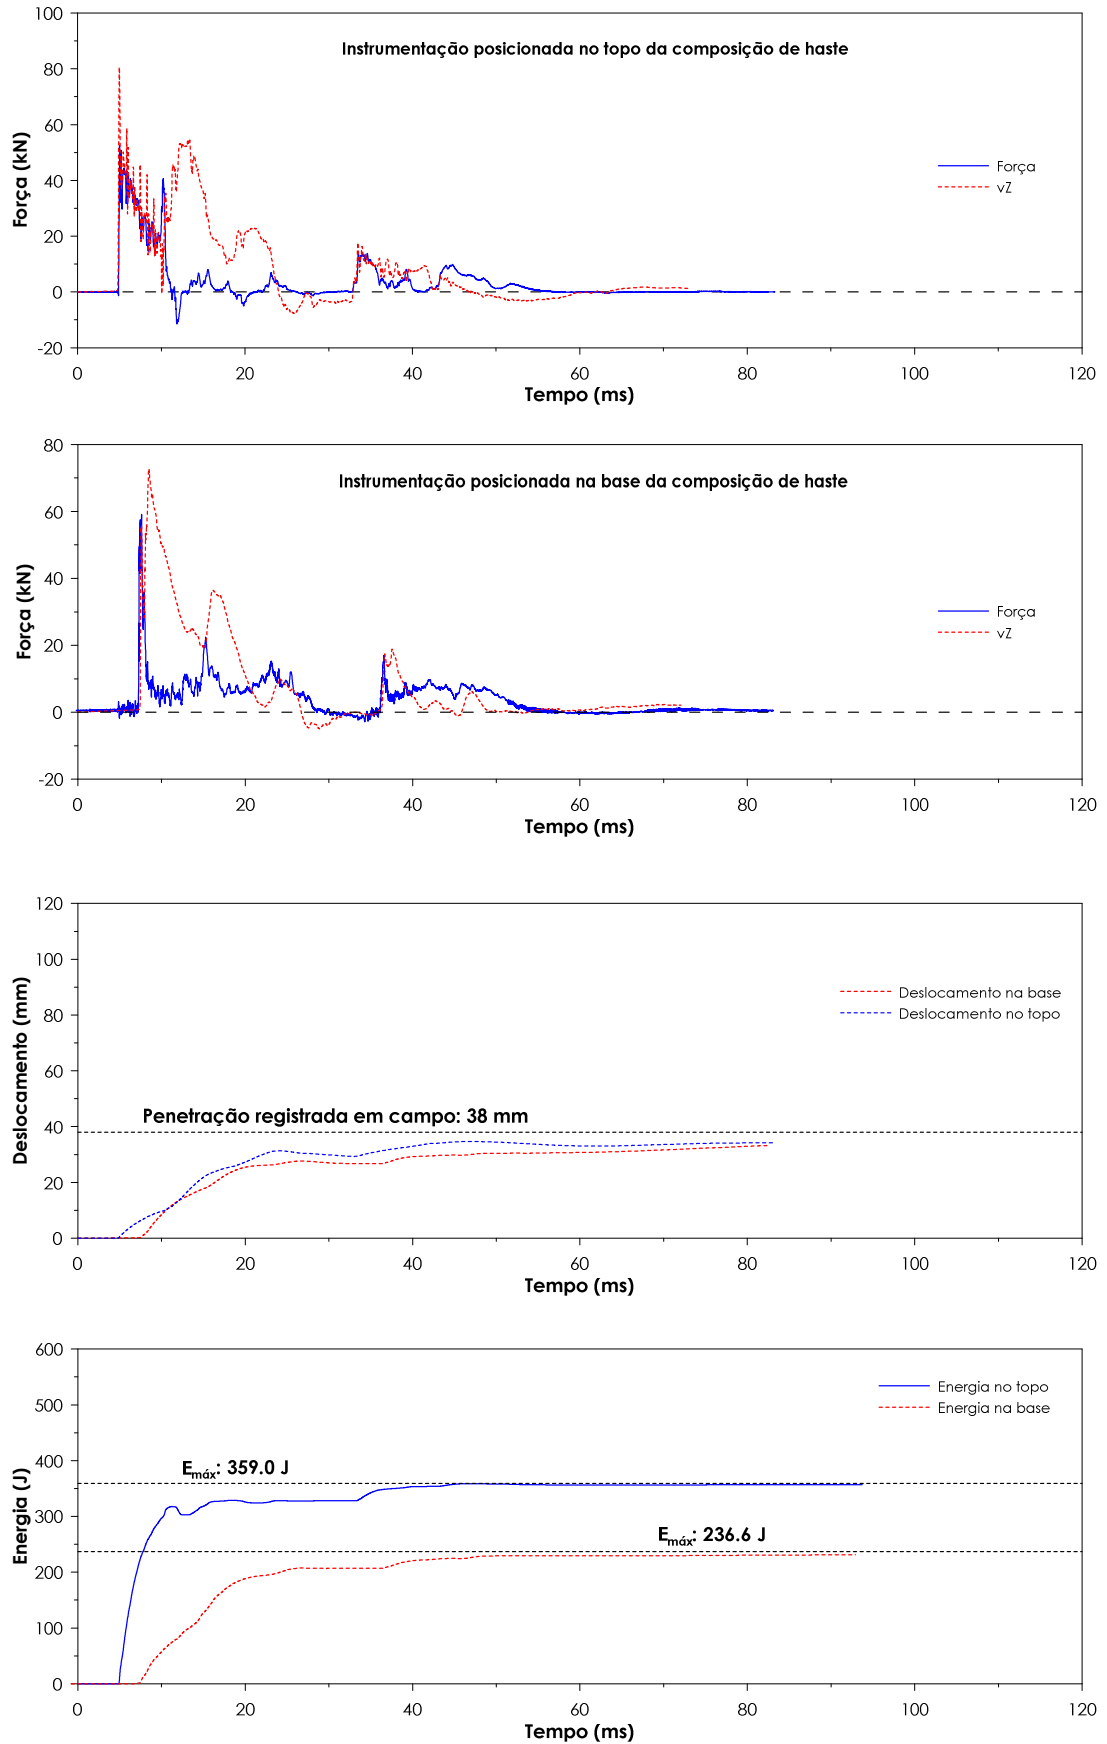 100
80
60
40
20
0
-20
Força (kN)
Instrumentação posicionada no topo da composição de haste
Força
vZ
0 20 40 60 80 100 120
Tempo (ms)
80
60
40
20
0
-20
Força (kN)
Instrumentação posicionada na base da composição de haste
Força
vZ
0 20 40 60 80 100 120
Tempo (ms)
120
100
80
60
40
20
0
Deslocamento (mm)
Deslocamento na base
Deslocamento no topo
Penetração registrada em campo: 38 mm
0 20 40 60 80 100 120
Tempo (ms)
600
500
400
300
200
100
0
Energia (J)
Energia no topo
Energia na base
Emáx: 359.0 J
Emáx: 236.6 J
0 20 40 60 80 100 120
Tempo (ms)